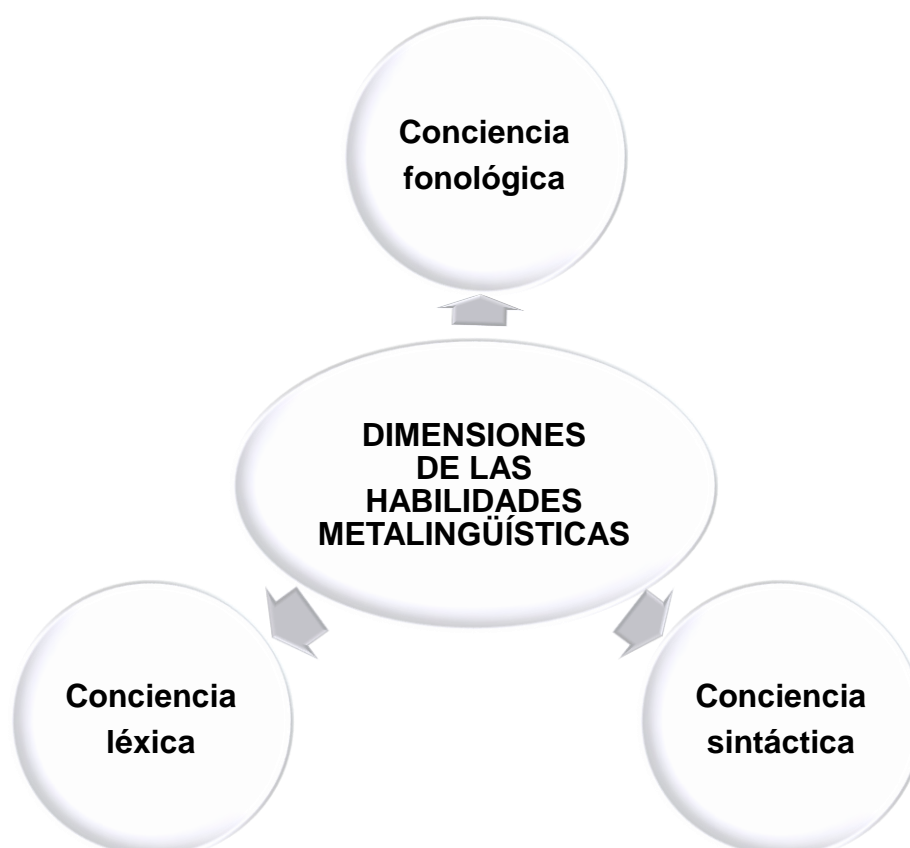 Conciencia
fonológica
DIMENSIONES
DE LAS
HABILIDADES
METALINGÜÍSTICAS
Conciencia
léxica
Conciencia
sintáctica